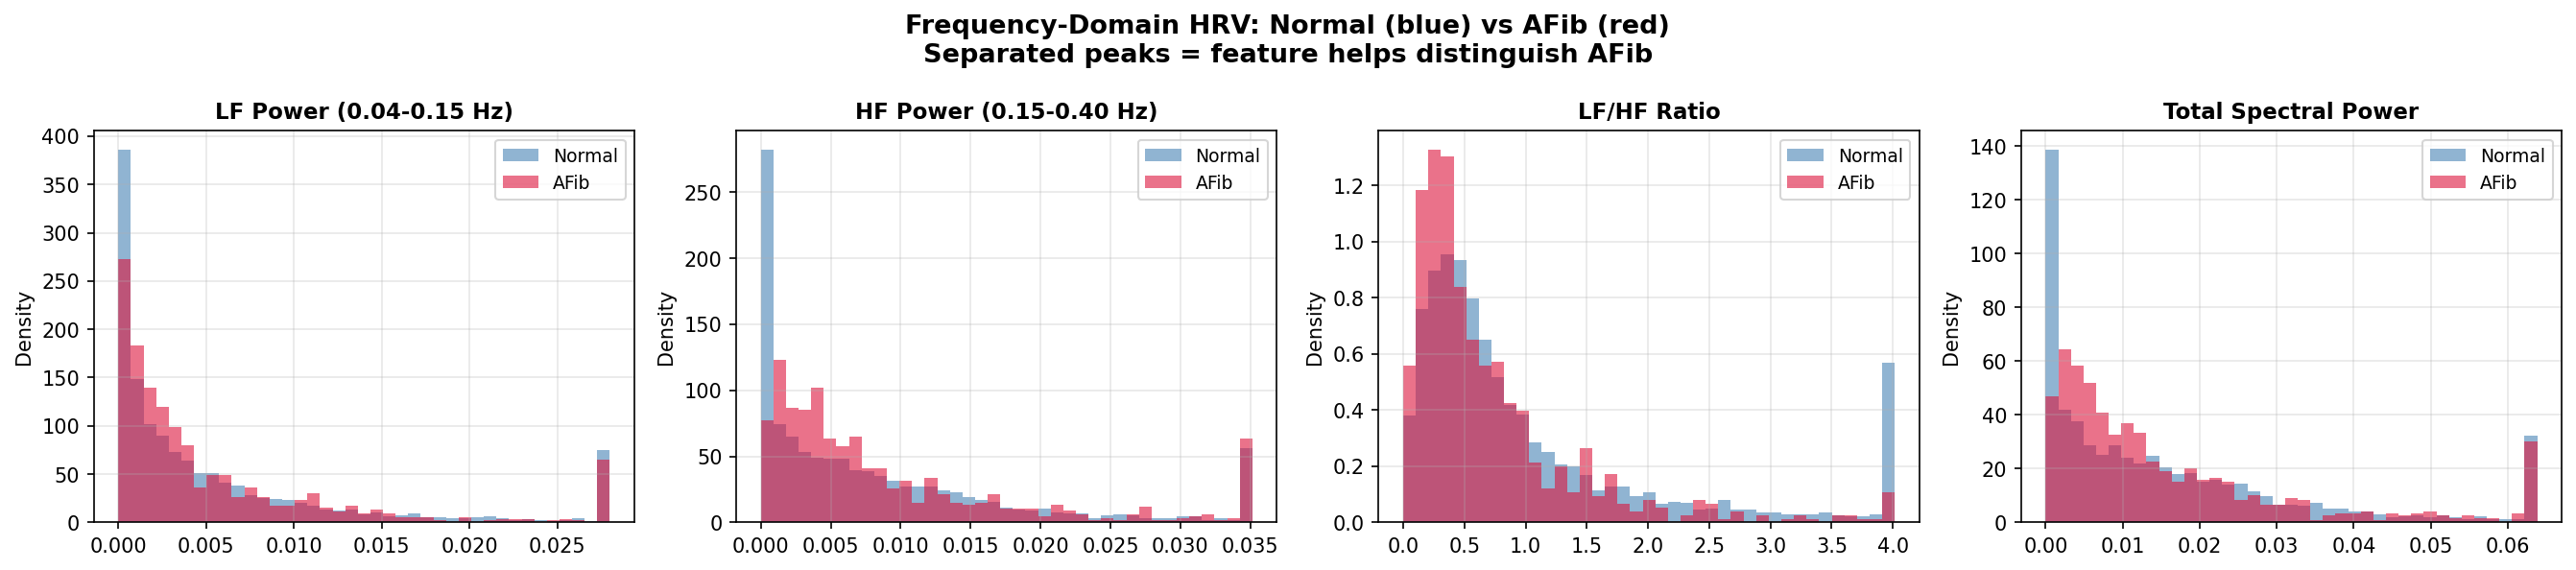 Frequency-Domain HRV: Normal (blue) vs AFib (red)
Separated peaks = feature helps distinguish AFib
LF Power (0.04-0.15 Hz)
Density
400
350
300
250
200
150
100
50
0
0.000 0.005 0.010 0.015 0.020 0.025
Normal
AFib
HF Power (0.15-0.40 Hz)
Density
250
200
150
100
50
0
0.000 0.005 0.010 0.015 0.020 0.025 0.030 0.035
Normal
AFib
LF/HF Ratio
Density
1.2
1.0
0.8
0.6
0.4
0.2
0.0
0.0 0.5 1.0 1.5 2.0 2.5 3.0 3.5 4.0
Normal
AFib
Total Spectral Power
Density
140
120
100
80
60
40
20
0
0.00 0.01 0.02 0.03 0.04 0.05 0.06
Normal
AFib